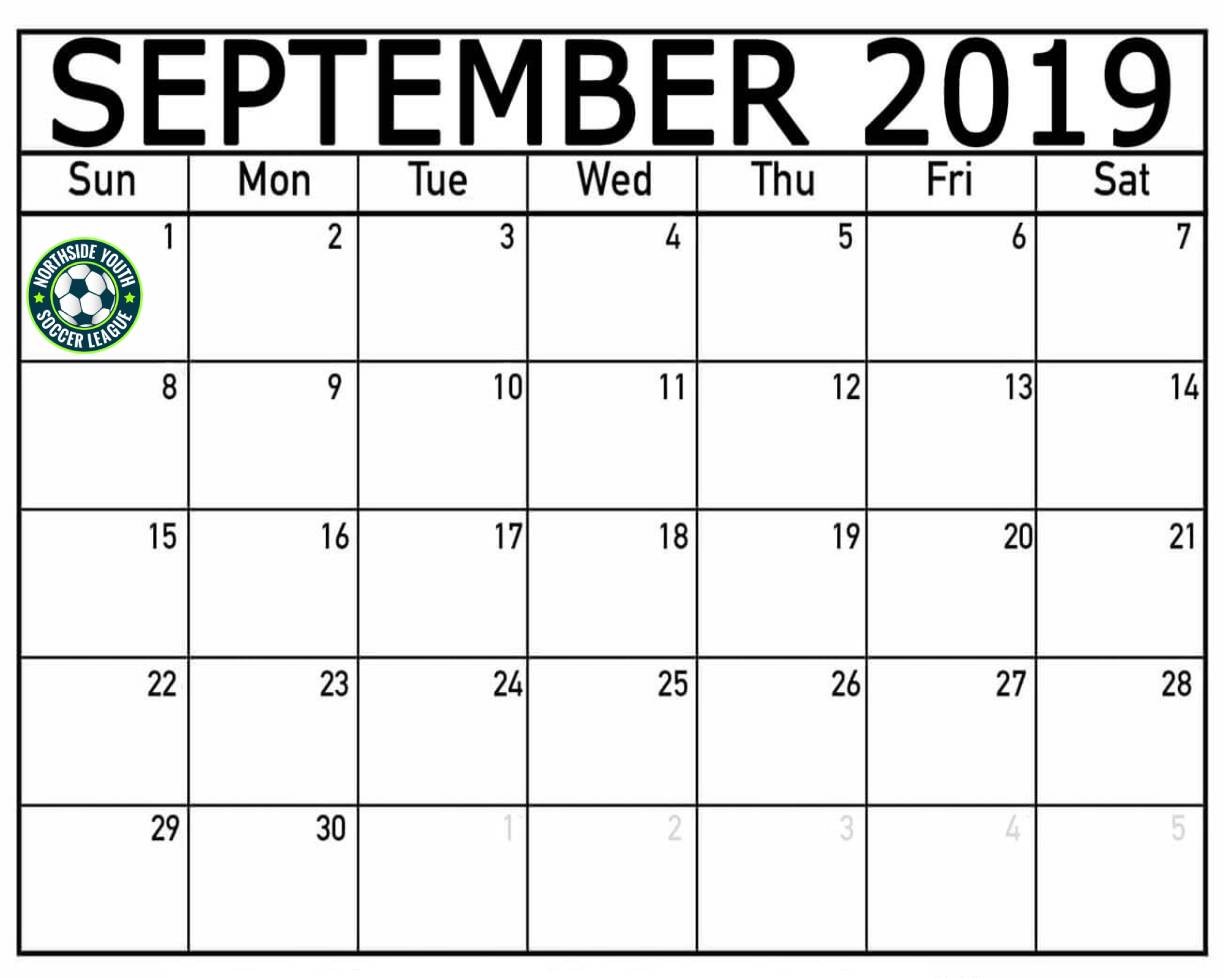 SEPTEMBER 2019
Sun Mon Tue Wed Thu Fri Sat
1 2 3 4 5 6 7
NORTHSIDE YOUTH
SOCCER LEAGUE
8 9 10 11 12 13 14
15 16 17 18 19 20 21
22 23 24 25 26 27 28
29 30 1 2 3 4 5